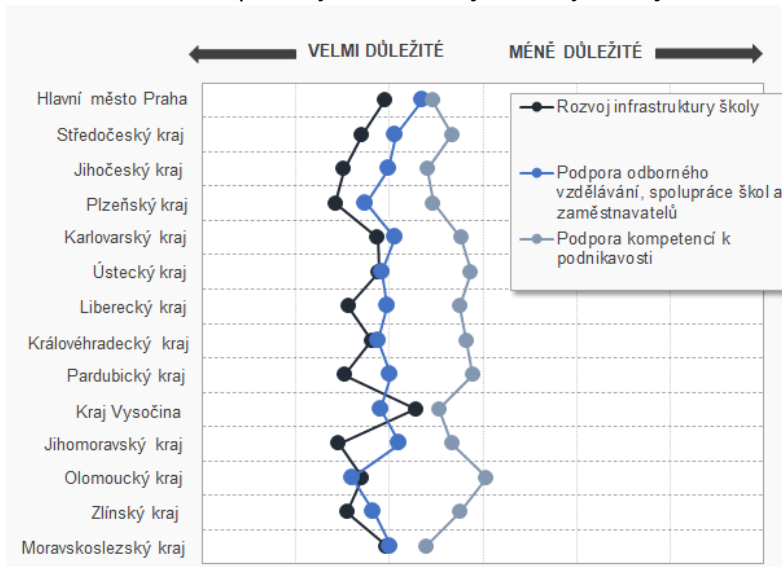 VELMI DŮLEŽITÉ MÉNĚ DŮLEŽITÉ
Hlavní město Praha
Středočeský kraj
Jihočeský kraj
Plzeňský kraj
Karlovarský kraj
Ústecký kraj
Liberecký kraj
Královéhradecký kraj
Pardubický kraj
Kraj Vysočina
Jihomoravský kraj
Olomoucký kraj
Zlínský kraj
Moravskoslezský kraj
Rozvoj infrastruktury školy
Podpora odborného
vzdělávání, spolupráce škol a
zaměstnavatelů
Podpora kompetencí k
podnikavosti